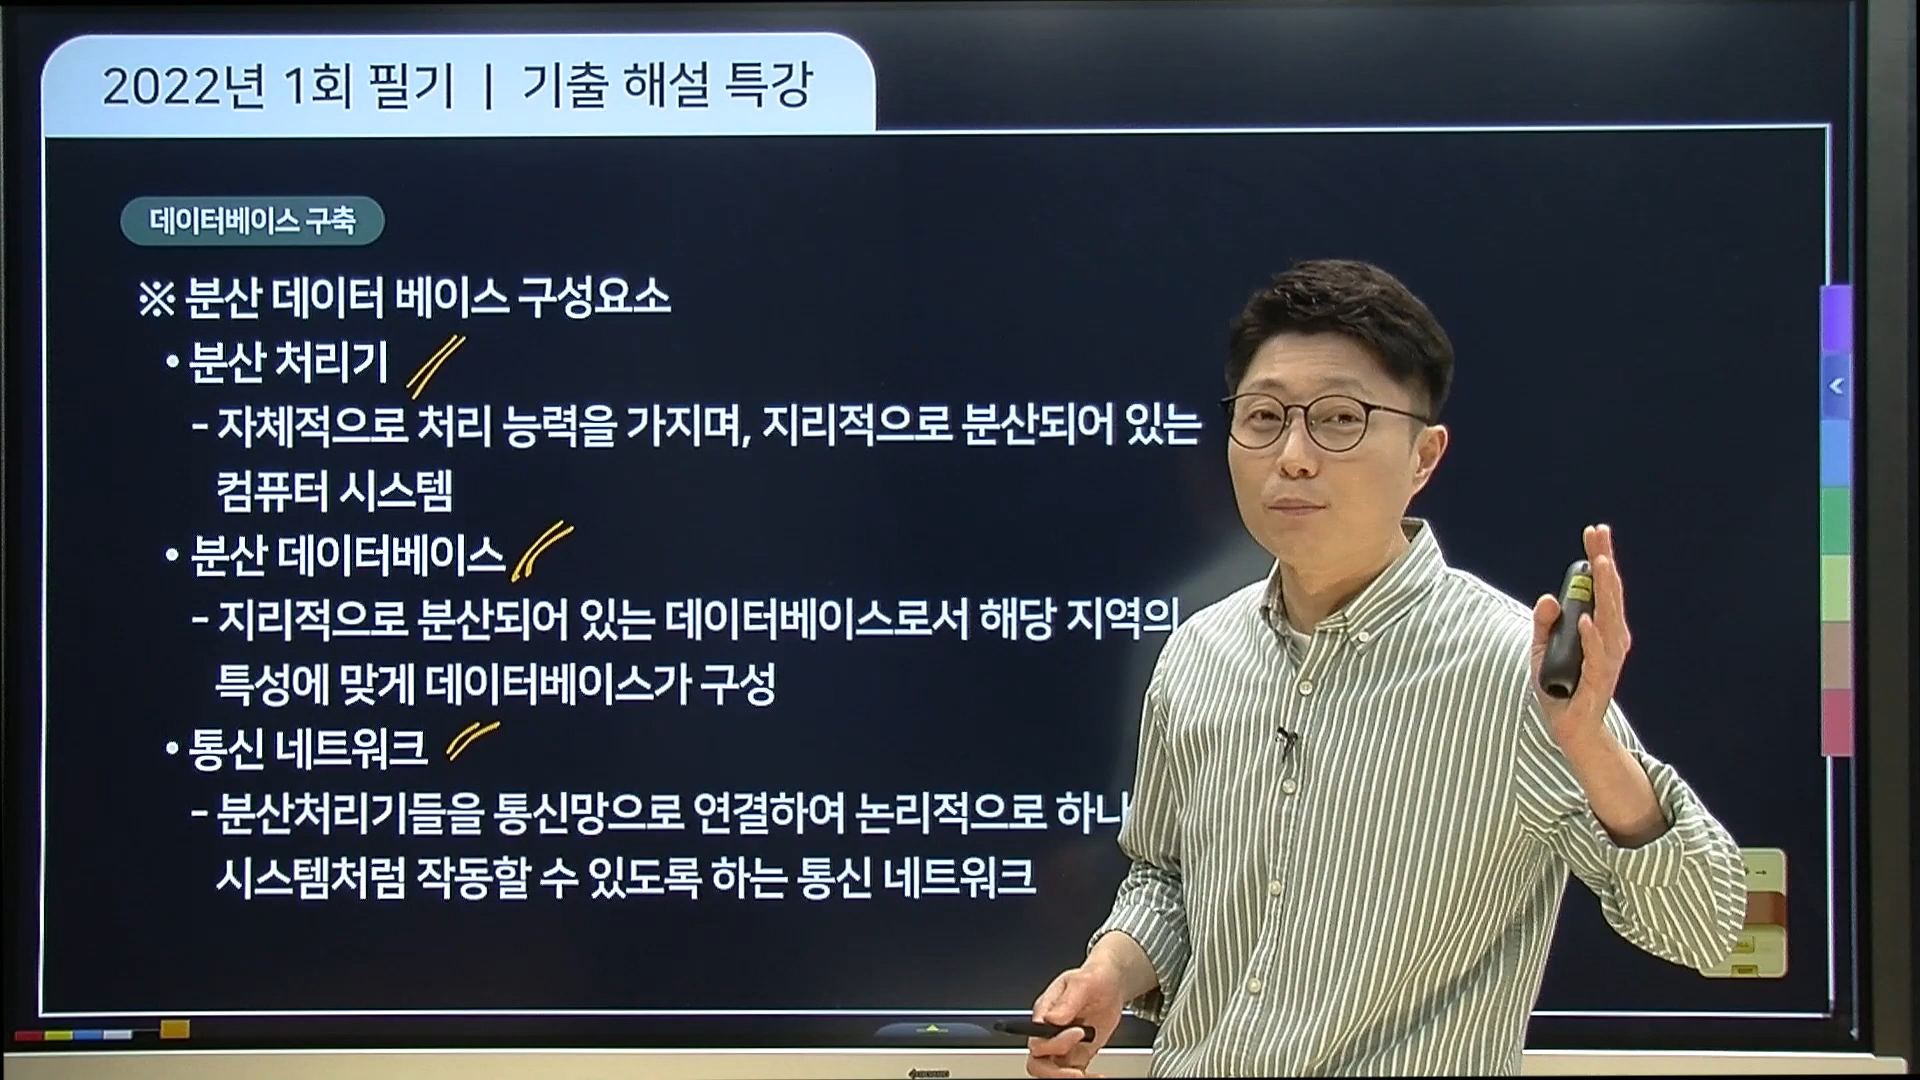 2022년 1회 필기 | 기출 해설 특강
데이터베이스 구축
※ 분산 데이터 베이스 구성요소
• 분산 처리기
- 자체적으로 처리 능력을 가지며, 지리적으로 분산되어 있는
컴퓨터 시스템
• 분산 데이터베이스
- 지리적으로 분산되어 있는 데이터베이스로서 해당 지역의
특성에 맞게 데이터베이스가 구성
• 통신 네트워크
- 분산처리기들을 통신망으로 연결하여 논리적으로 하나
시스템처럼 작동할 수 있도록 하는 통신 네트워크